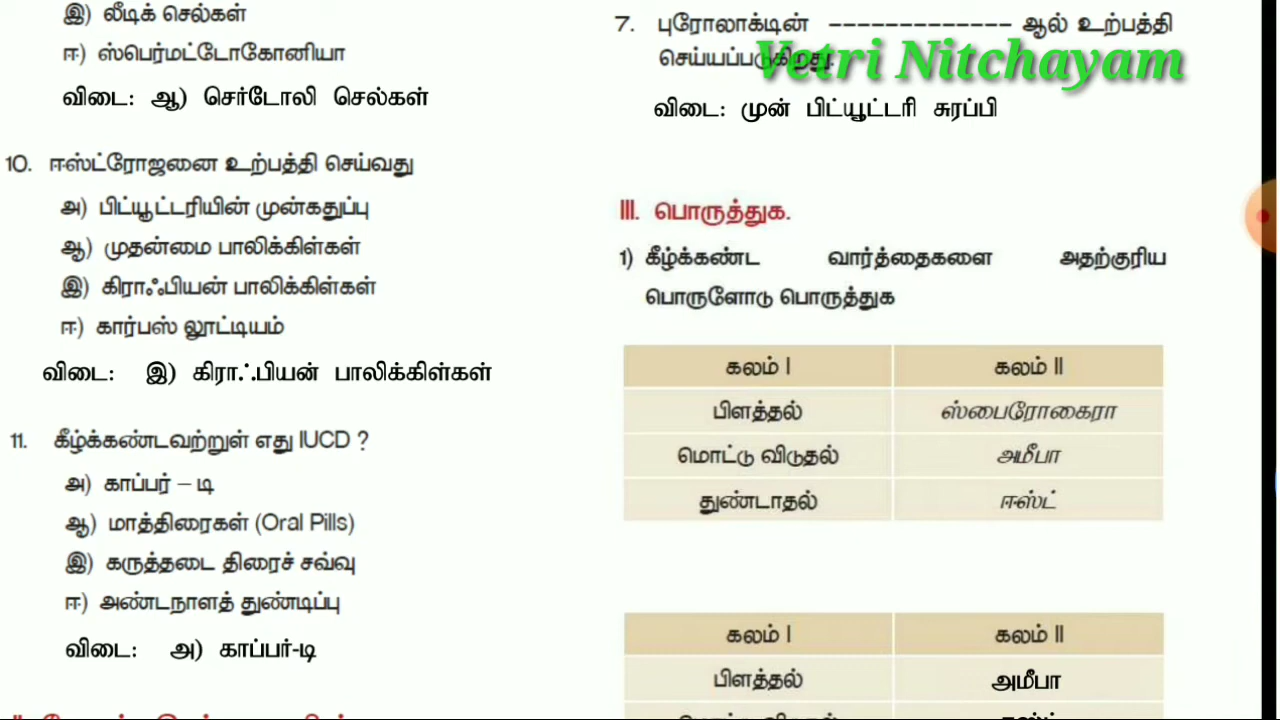 இ) லீடிக் செல்கள்
ஈ) ஸ்பெர்மட்டோகோனியா
விடை: ஆ) செர்டோலி செல்கள்
10. ஈஸ்ட்ரோஜனை உற்பத்தி செய்வது
அ) பிட்யூட்டரியின் முன்கதுப்பு
ஆ) முதன்மை பாலிக்கிள்கள்
இ) கிராஃபியன் பாலிக்கிள்கள்
ஈ) கார்பஸ் லூட்டியம்
விடை: இ) கிராஃபியன் பாலிக்கிள்கள்
11. கீழ்க்கண்டவற்றுள் எது IUCD ?
அ) காப்பர் – டி
ஆ) மாத்திரைகள் (Oral Pills)
இ) கருத்தடை திரைச் சவ்வு
ஈ) அண்டநாளத் துண்டிப்பு
விடை: அ) காப்பர்-டி
7. புரோலாக்டின் -------------- ஆல் உற்பத்தி
செய்யப்படுகிறது.
Vetri Nitchayam
விடை: முன் பிட்யூட்டரி சுரப்பி
III. பொருத்துக.
1) கீழ்க்கண்ட வார்த்தைகளை அதற்குரிய
பொருளோடு பொருத்துக
கலம் I கலம் II
பிளத்தல் ஸ்பைரோகைரா
மொட்டு விடுதல் அமீபா
துண்டாதல் ஈஸ்ட்
கலம் I கலம் II
பிளத்தல் அமீபா